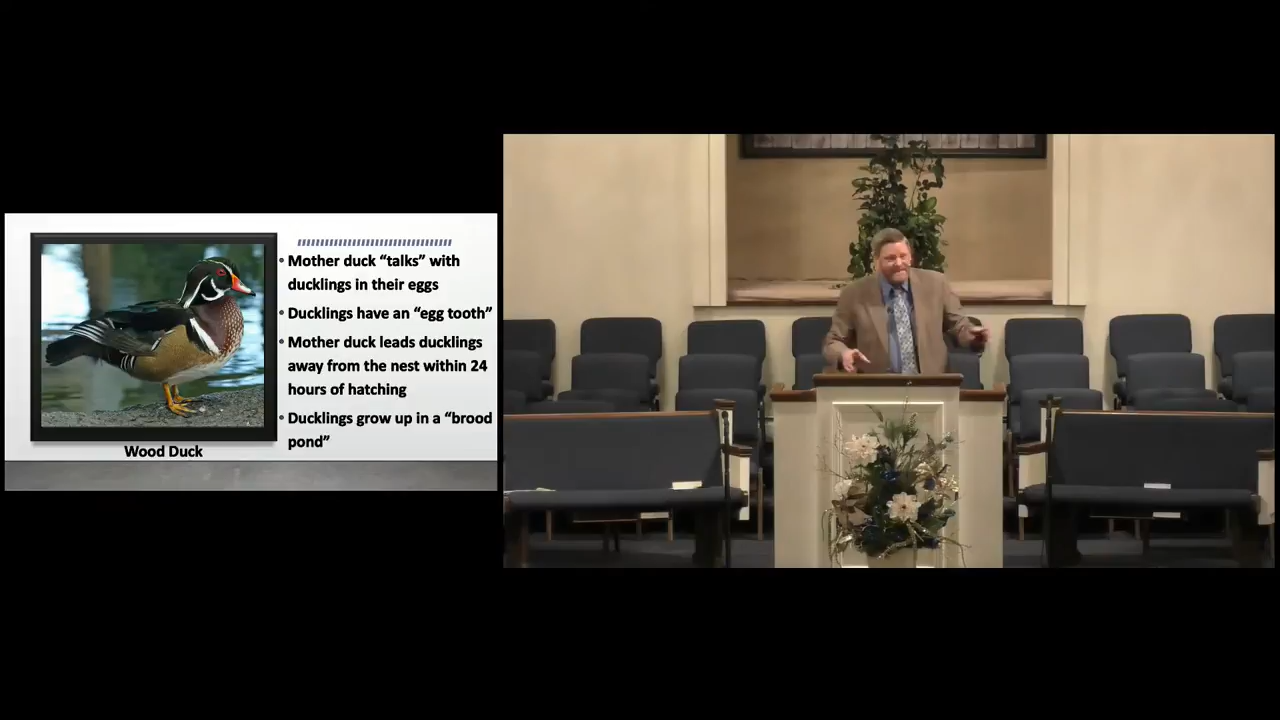 • Mother duck “talks” with
ducklings in their eggs
• Ducklings have an “egg tooth”
• Mother duck leads ducklings
away from the nest within 24
hours of hatching
• Ducklings grow up in a “brood
pond”
Wood Duck